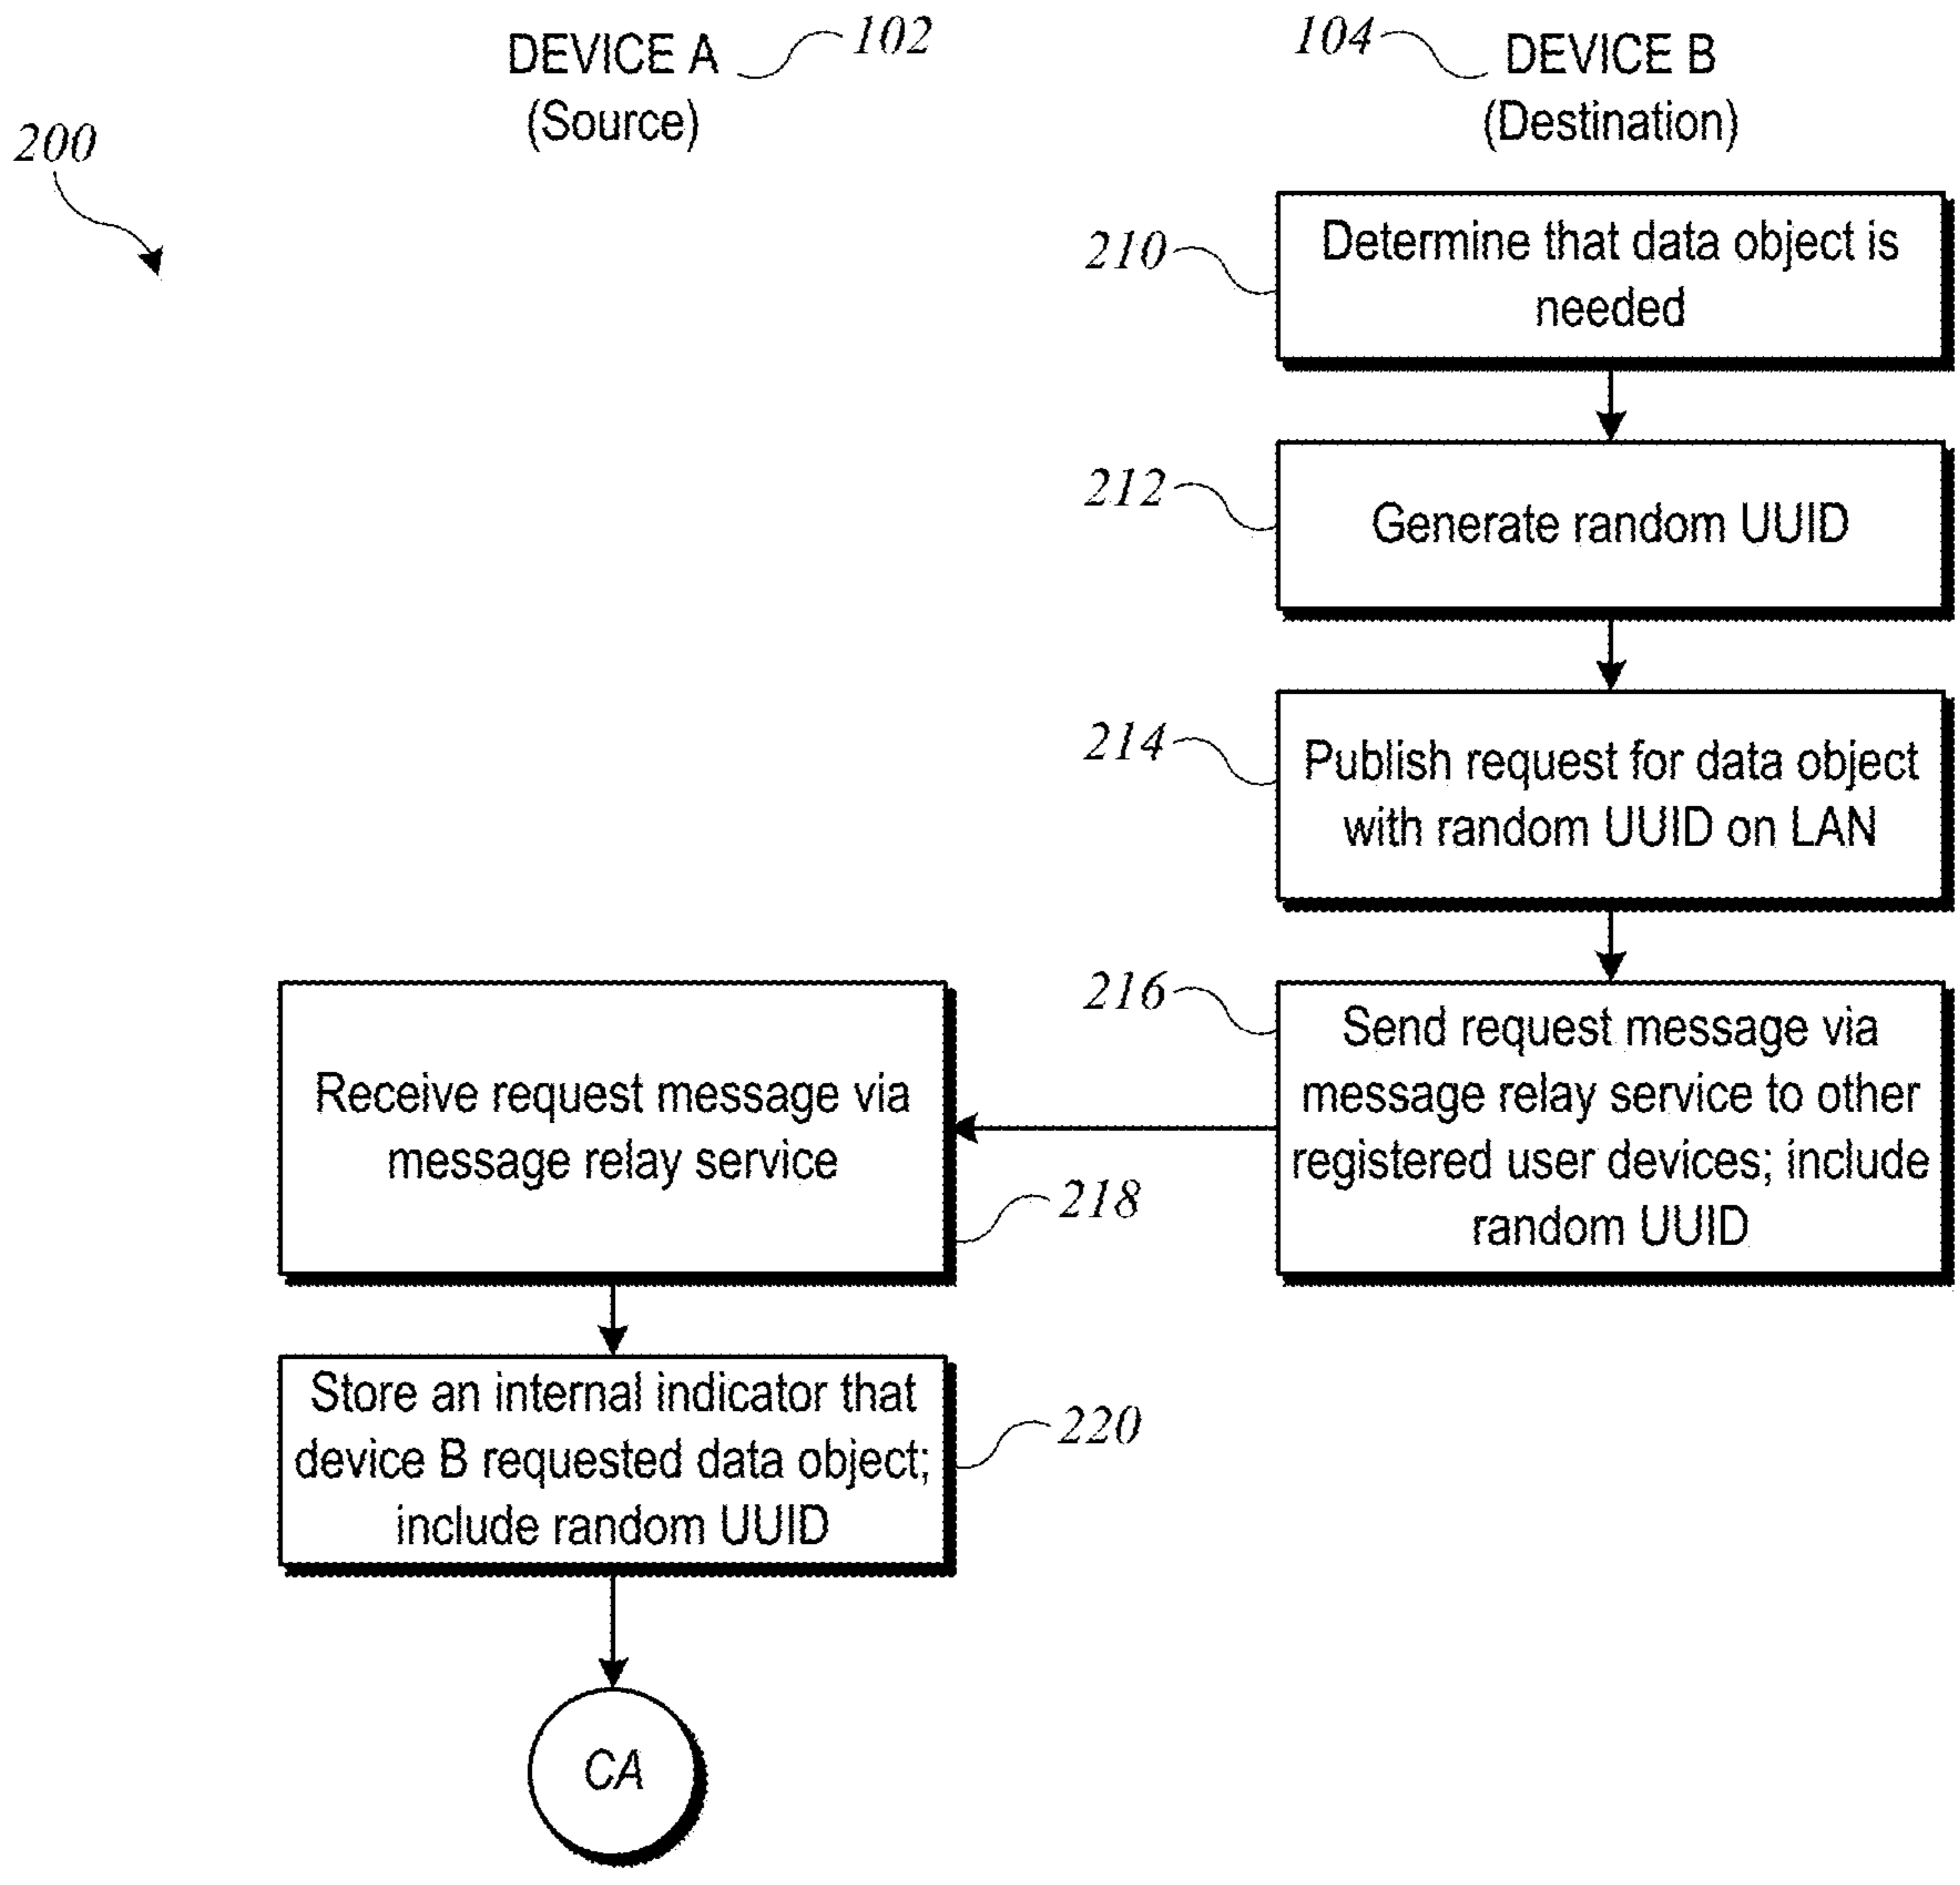 DEVICE A
(Source)
102
104
DEVICE B
(Destination)
200
210
Determine that data object is
needed
212
Generate random UUID
214
Publish request for data object
with random UUID on LAN
216
Send request message via
message relay service to other
registered user devices; include
random UUID
Receive request message via
message relay service
218
Store an internal indicator that
device B requested data object;
include random UUID
220
CA